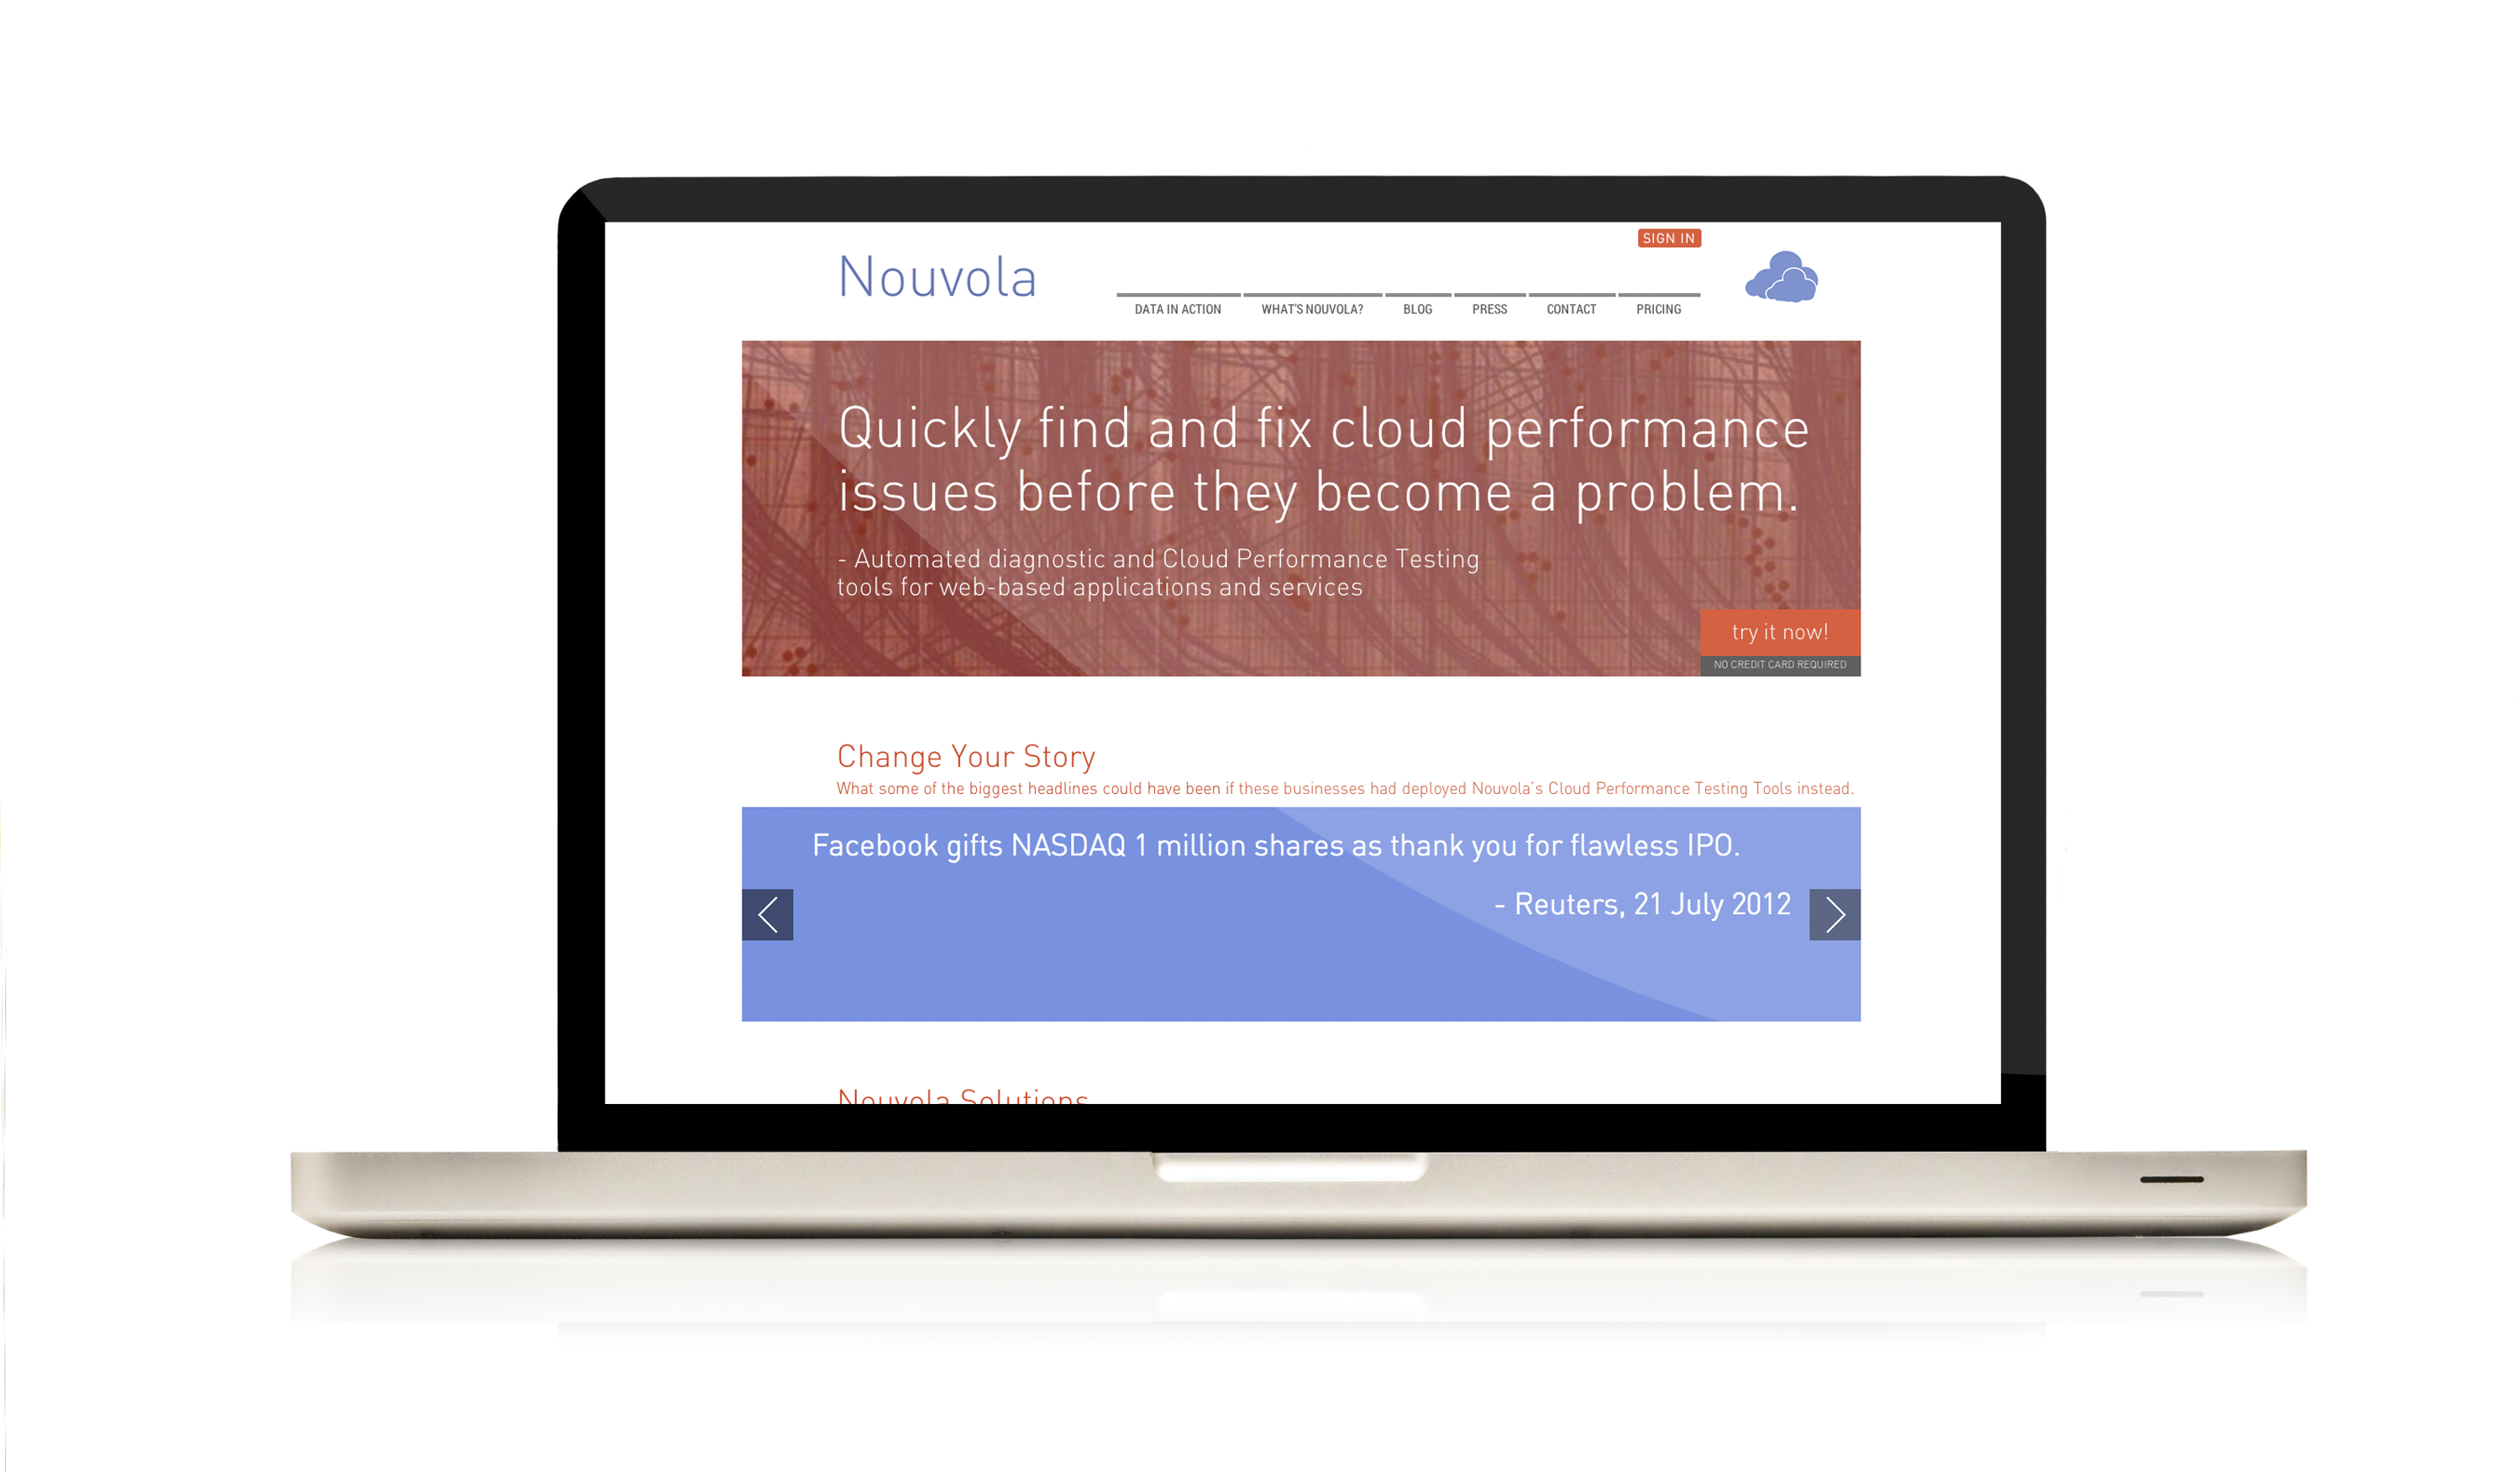 SIGN IN
Nouvola
DATA IN ACTION WHAT'S NOUVOLA? BLOG PRESS CONTACT PRICING
Quickly find and fix cloud performance
issues before they become a problem.
- Automated diagnostic and Cloud Performance Testing
tools for web-based applications and services
try it now!
NO CREDIT CARD REQUIRED
Change Your Story
What some of the biggest headlines could have been if these businesses had deployed Nouvola's Cloud Performance Testing Tools instead.
Facebook gifts NASDAQ 1 million shares as thank you for flawless IPO.
- Reuters, 21 July 2012
Nouvola Solutions